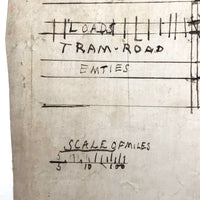 LOADS
TRAM-ROAD
EMTIES
SCALE OF MILES
5 10 100